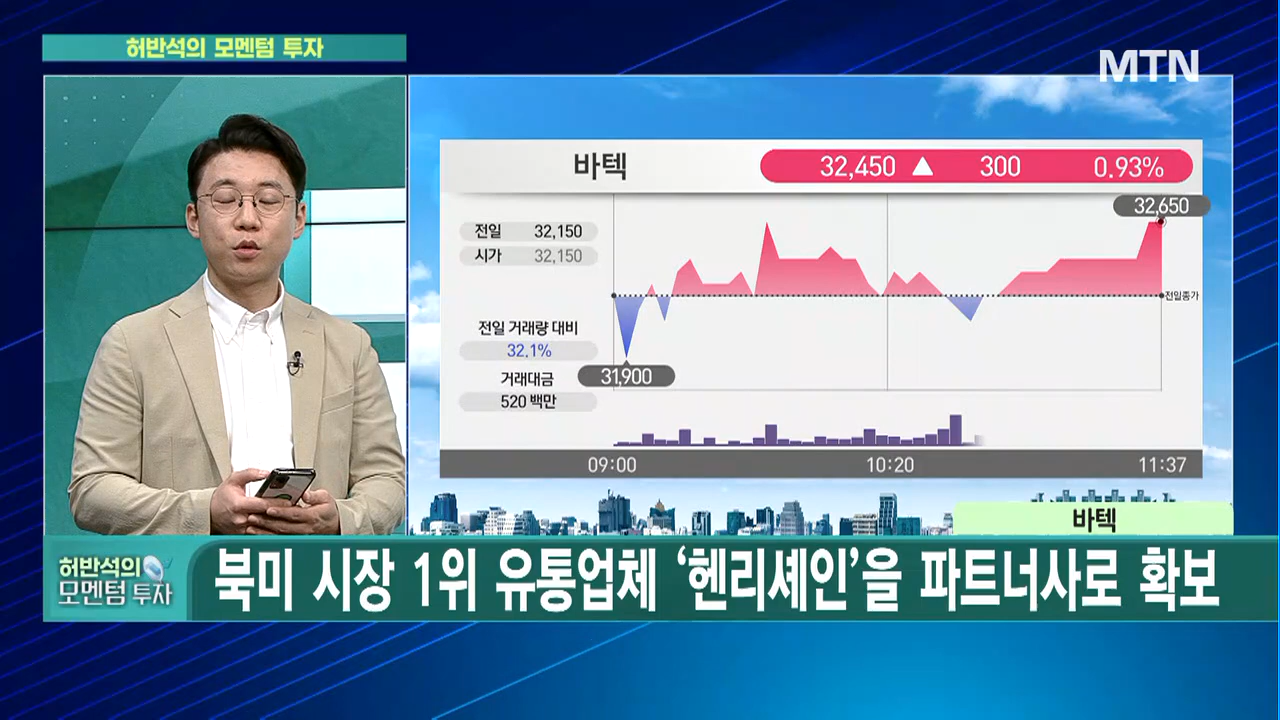 허반석의 모멘텀 투자
MTN
바텍
32,450 ▲ 300 0.93%
32,650
전일 32,150
시가 32,150
전일종가
전일 거래량 대비
32.1%
31,900
거래대금
520 백만
09:00 10:20 11:37
바텍
허반석의
모멘텀 투자
북미 시장 1위 유통업체 ‘헨리셰인’을 파트너사로 확보